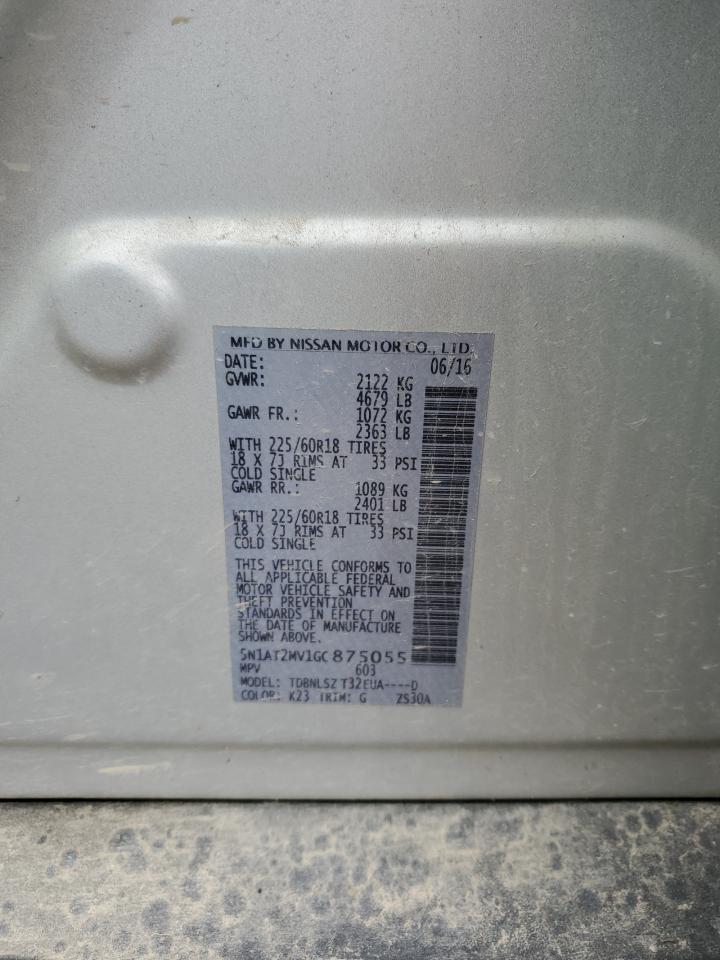 MFD BY NISSAN MOTOR CO., LTD.
DATE: 06/16
GVWR: 2122 KG
4679 LB
GAWR FR.: 1072 KG
2363 LB
WITH 225/60R18 TIRES
18 X 7J RIMS AT 33 PSI
COLD SINGLE
GAWR RR.: 1089 KG
2401 LB
WITH 225/60R18 TIRES
18 X 7J RIMS AT 33 PSI
COLD SINGLE
THIS VEHICLE CONFORMS TO
ALL APPLICABLE FEDERAL
MOTOR VEHICLE SAFETY AND
THEFT PREVENTION
STANDARDS IN EFFECT ON
THE DATE OF MANUFACTURE
SHOWN ABOVE.
5N1AT2MV1GC875055
MPV 603
MODEL: TDBNLSZ T32EUA----D
COLOR: K23 TRIM: G ZS30A